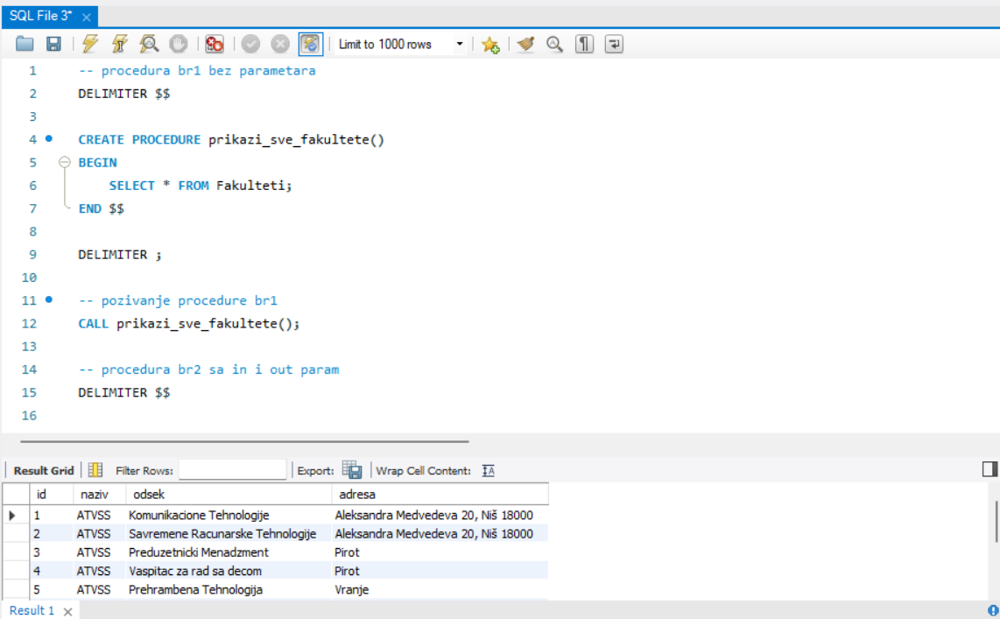 SQL File 3*
Limit to 1000 rows
1 -- procedura br1 bez parametara
2 DELIMITER $$
3
4 CREATE PROCEDURE prikazi_sve_fakultete()
5 BEGIN
6 SELECT * FROM Fakulteti;
7 END $$
8
9 DELIMITER ;
10
11 -- pozivanje procedure br1
12 CALL prikazi_sve_fakultete();
13
14 -- procedura br2 sa in i out param
15 DELIMITER $$
16
Result Grid Filter Rows: Export: Wrap Cell Content:
id naziv odsek adresa
1 ATVSS Komunikacione Tehnologije Aleksandra Medvedeva 20, Niš 18000
2 ATVSS Savremene Racunarske Tehnologije Aleksandra Medvedeva 20, Niš 18000
3 ATVSS Preduzetnicki Menadzment Pirot
4 ATVSS Vaspitac za rad sa decom Pirot
5 ATVSS Prehrambena Tehnologija Vranje
Result 1